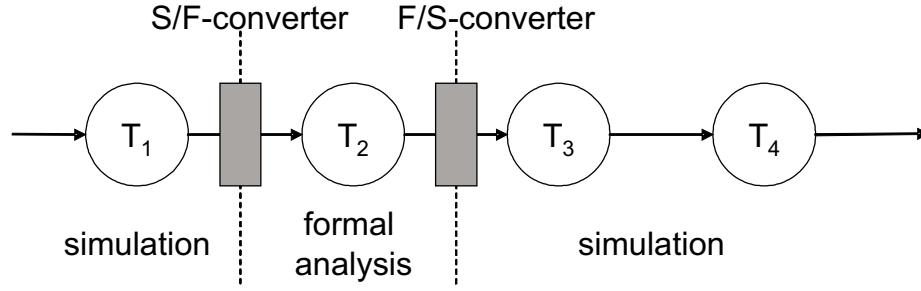 S/F-converter F/S-converter
T1 T2 T3 T4
simulation formal analysis simulation